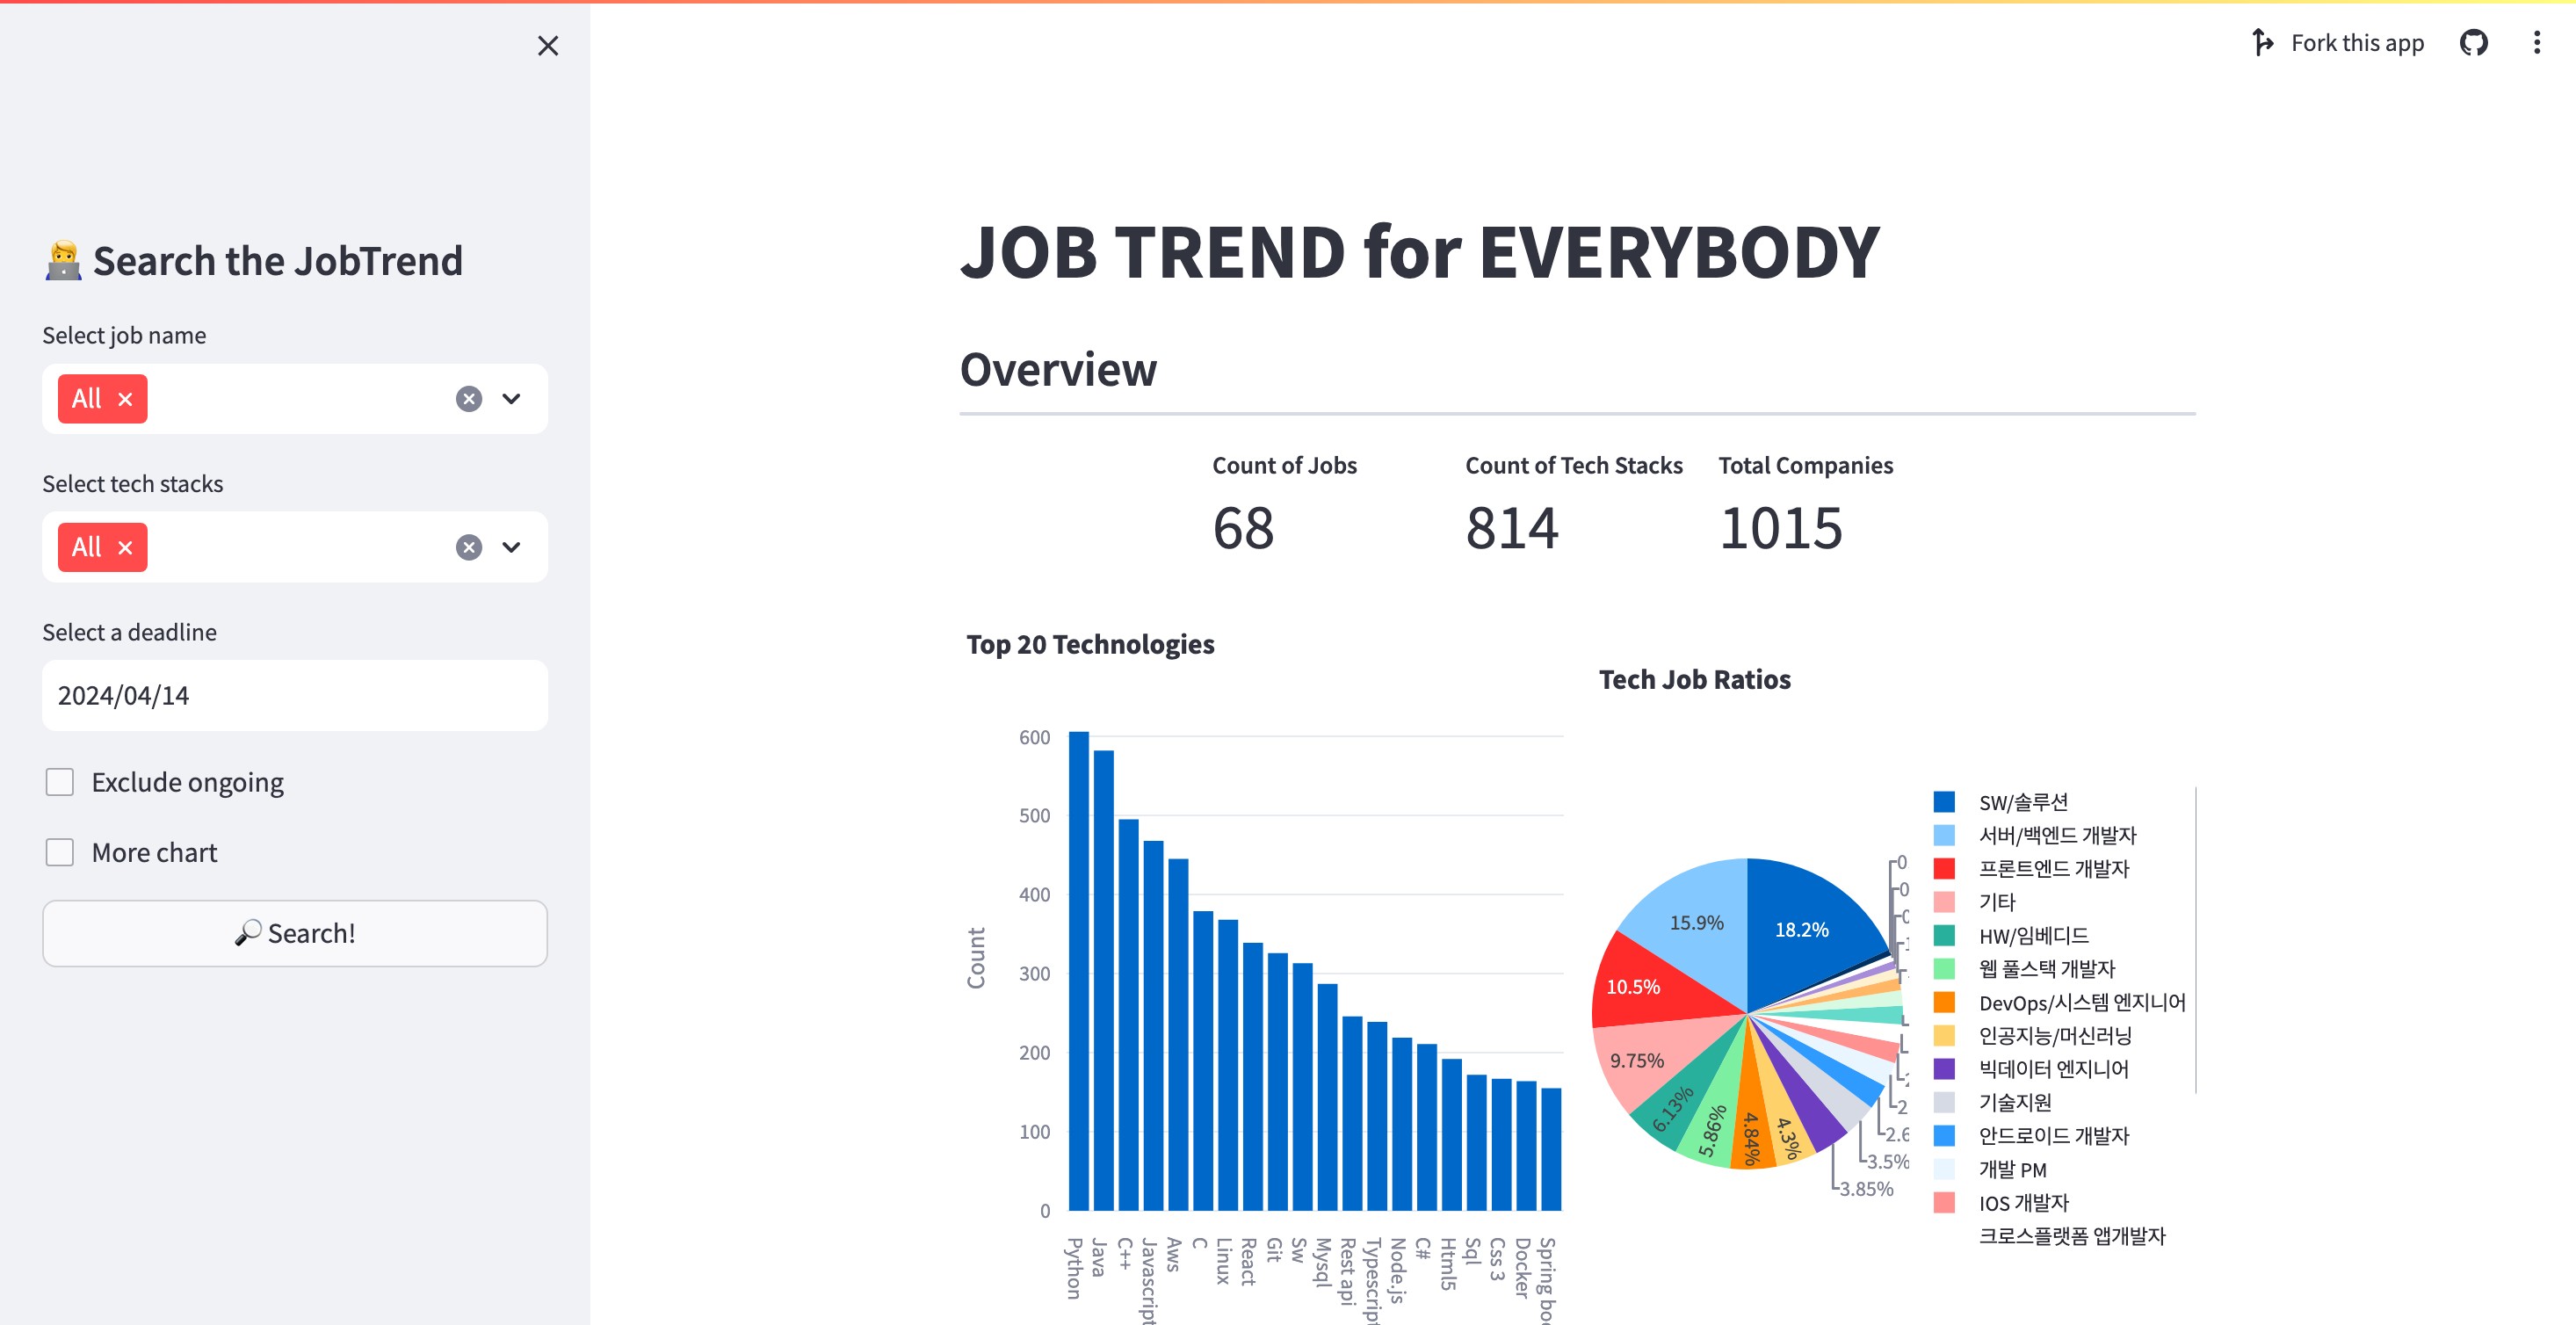 Fork this app
Search the JobTrend
Select job name
All
Select tech stacks
All
Select a deadline
2024/04/14
Exclude ongoing
More chart
Search!
JOB TREND for EVERYBODY
Overview
Count of Jobs
68
Count of Tech Stacks
814
Total Companies
1015
Top 20 Technologies
Count
600
500
400
300
200
100
0
Python
Java
C++
Javascript
Aws
C
Linux
React
Git
Sw
Mysql
Rest api
Typescript
Node.js
C#
Html5
Sql
Css 3
Docker
Spring
Tech Job Ratios
18.2%
15.9%
10.5%
9.75%
6.13%
5.86%
4.84%
4.3%
3.85%
3.5%
SW/솔루션
서버/백엔드 개발자
프론트엔드 개발자
기타
HW/임베디드
웹 풀스택 개발자
DevOps/시스템 엔지니어
인공지능/머신러닝
빅데이터 엔지니어
기술지원
안드로이드 개발자
개발 PM
IOS 개발자
크로스플랫폼 앱개발자